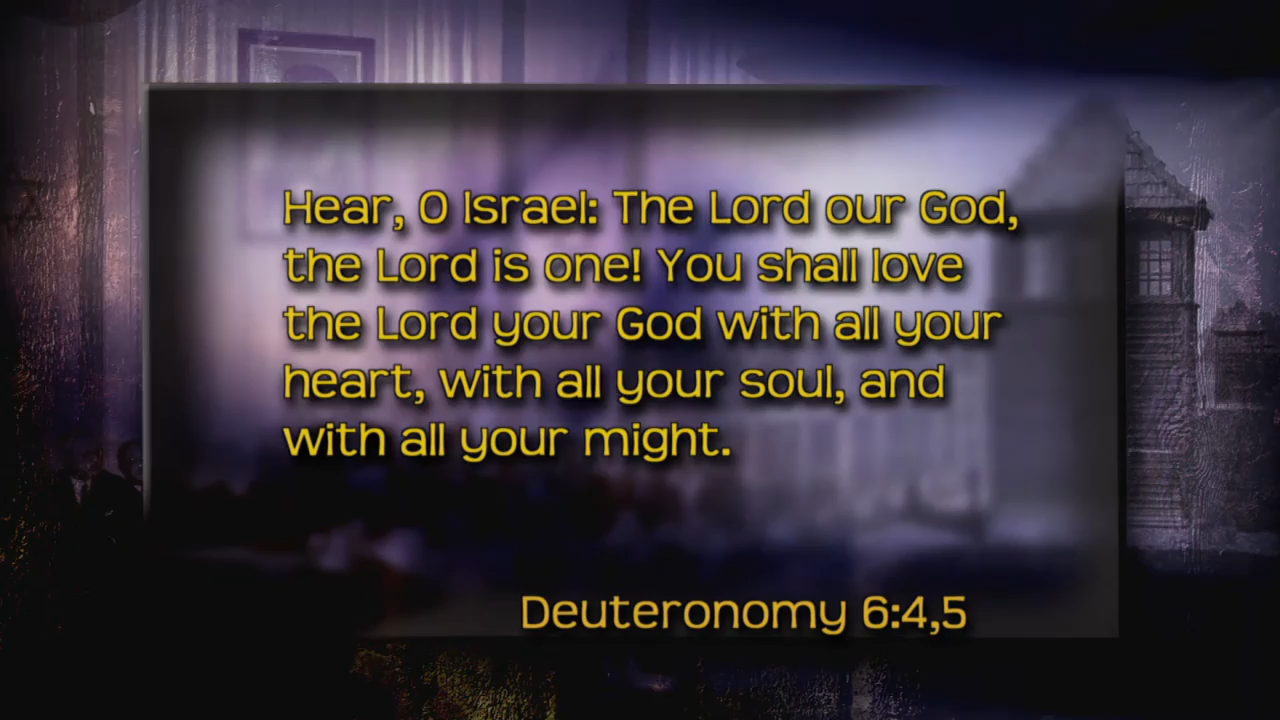 Hear, O Israel: The Lord our God,
the Lord is one! You shall love
the Lord your God with all your
heart, with all your soul, and
with all your might.
Deuteronomy 6:4,5